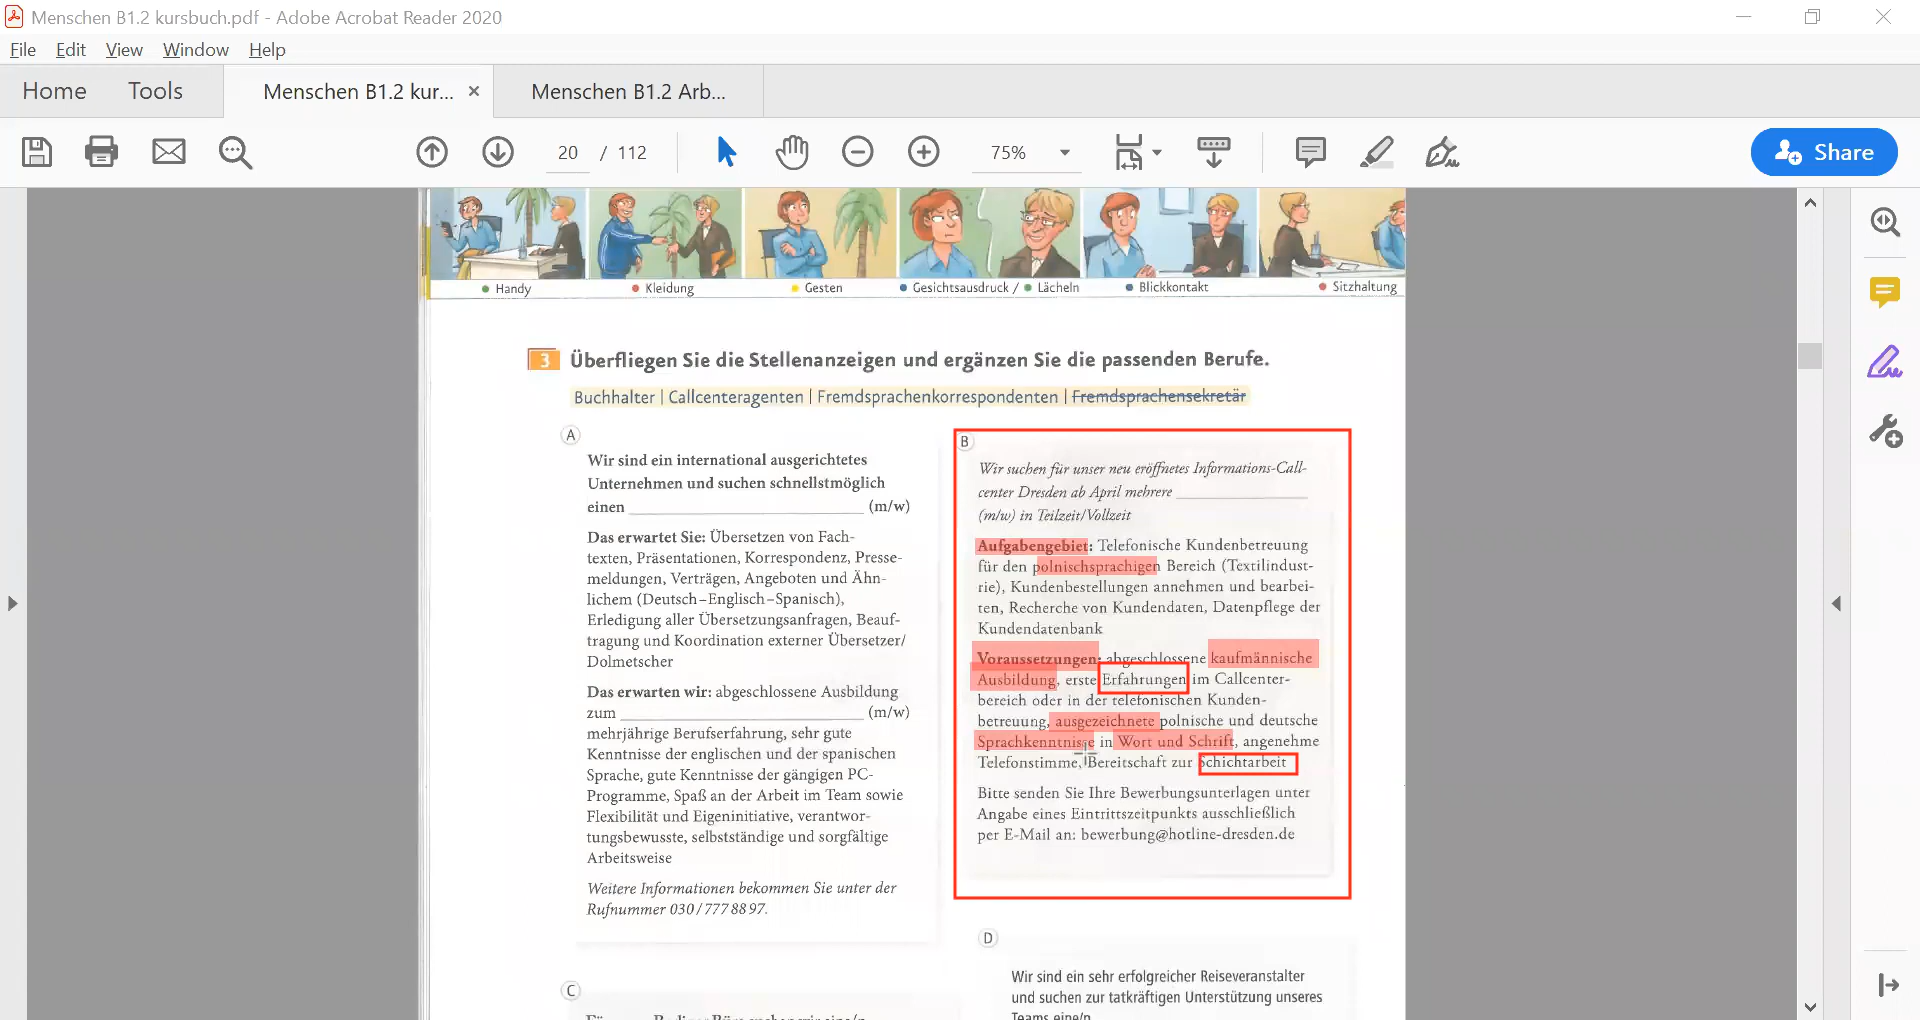 Menschen B1.2 kursbuch.pdf - Adobe Acrobat Reader 2020
File Edit View Window Help
Home Tools Menschen B1.2 kur... × Menschen B1.2 Arb...
20 / 112 75% Share
Handy Kleidung Gesten Gesichtsausdruck / Lächeln Blickkontakt Sitzhaltung
3 Überfliegen Sie die Stellenanzeigen und ergänzen Sie die passenden Berufe.
Buchhalter | Callcenteragenten | Fremdsprachenkorrespondenten | Fremdsprachensekretär
A
Wir sind ein international ausgerichtetes
Unternehmen und suchen schnellstmöglich
einen ____________ (m/w)
Das erwartet Sie: Übersetzen von Fach-
texten, Präsentationen, Korrespondenz, Presse-
meldungen, Verträgen, Angeboten und Ähn-
lichem (Deutsch–Englisch–Spanisch),
Erledigung aller Übersetzungsanfragen, Beauf-
tragung und Koordination externer Übersetzer/
Dolmetscher
Das erwarten wir: abgeschlossene Ausbildung
zum ____________ (m/w)
mehrjährige Berufserfahrung, sehr gute
Kenntnisse der englischen und der spanischen
Sprache, gute Kenntnisse der gängigen PC-
Programme, Spaß an der Arbeit im Team sowie
Flexibilität und Eigeninitiative, verantwor-
tungsbewusste, selbstständige und sorgfältige
Arbeitsweise
Weitere Informationen bekommen Sie unter der
Rufnummer 030/7778897.
B
Wir suchen für unser neu eröffnetes Informations-Call-
center Dresden ab April mehrere ____________
(m/w) in Teilzeit/Vollzeit
Aufgabengebiet: Telefonische Kundenbetreuung
für den polnischsprachigen Bereich (Textilindust-
rie), Kundenbestellungen annehmen und bearbei-
ten, Recherche von Kundendaten, Datenpflege der
Kundendatenbank
Voraussetzungen: abgeschlossene kaufmännische
Ausbildung, erste Erfahrungen im Callcenter-
bereich oder in der telefonischen Kunden-
betreuung, ausgezeichnete polnische und deutsche
Sprachkenntnisse in Wort und Schrift, angenehme
Telefonstimme, Bereitschaft zur Schichtarbeit
Bitte senden Sie Ihre Bewerbungsunterlagen unter
Angabe eines Eintrittszeitpunkts ausschließlich
per E-Mail an: bewerbung@hotline-dresden.de
C
D
Wir sind ein sehr erfolgreicher Reiseveranstalter
und suchen zur tatkräftigen Unterstützung unseres
Teams eine/n